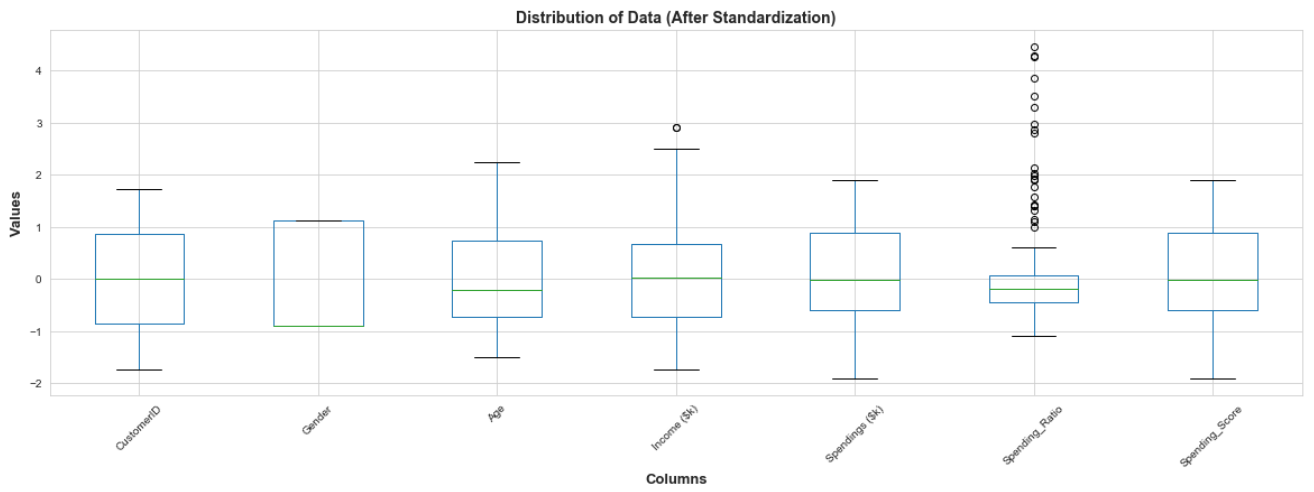 Distribution of Data (After Standardization)
Values
4
3
2
1
0
−1
−2
CustomerID
Gender
Age
Income ($k)
Spendings ($k)
Spending_Ratio
Spending_Score
Columns